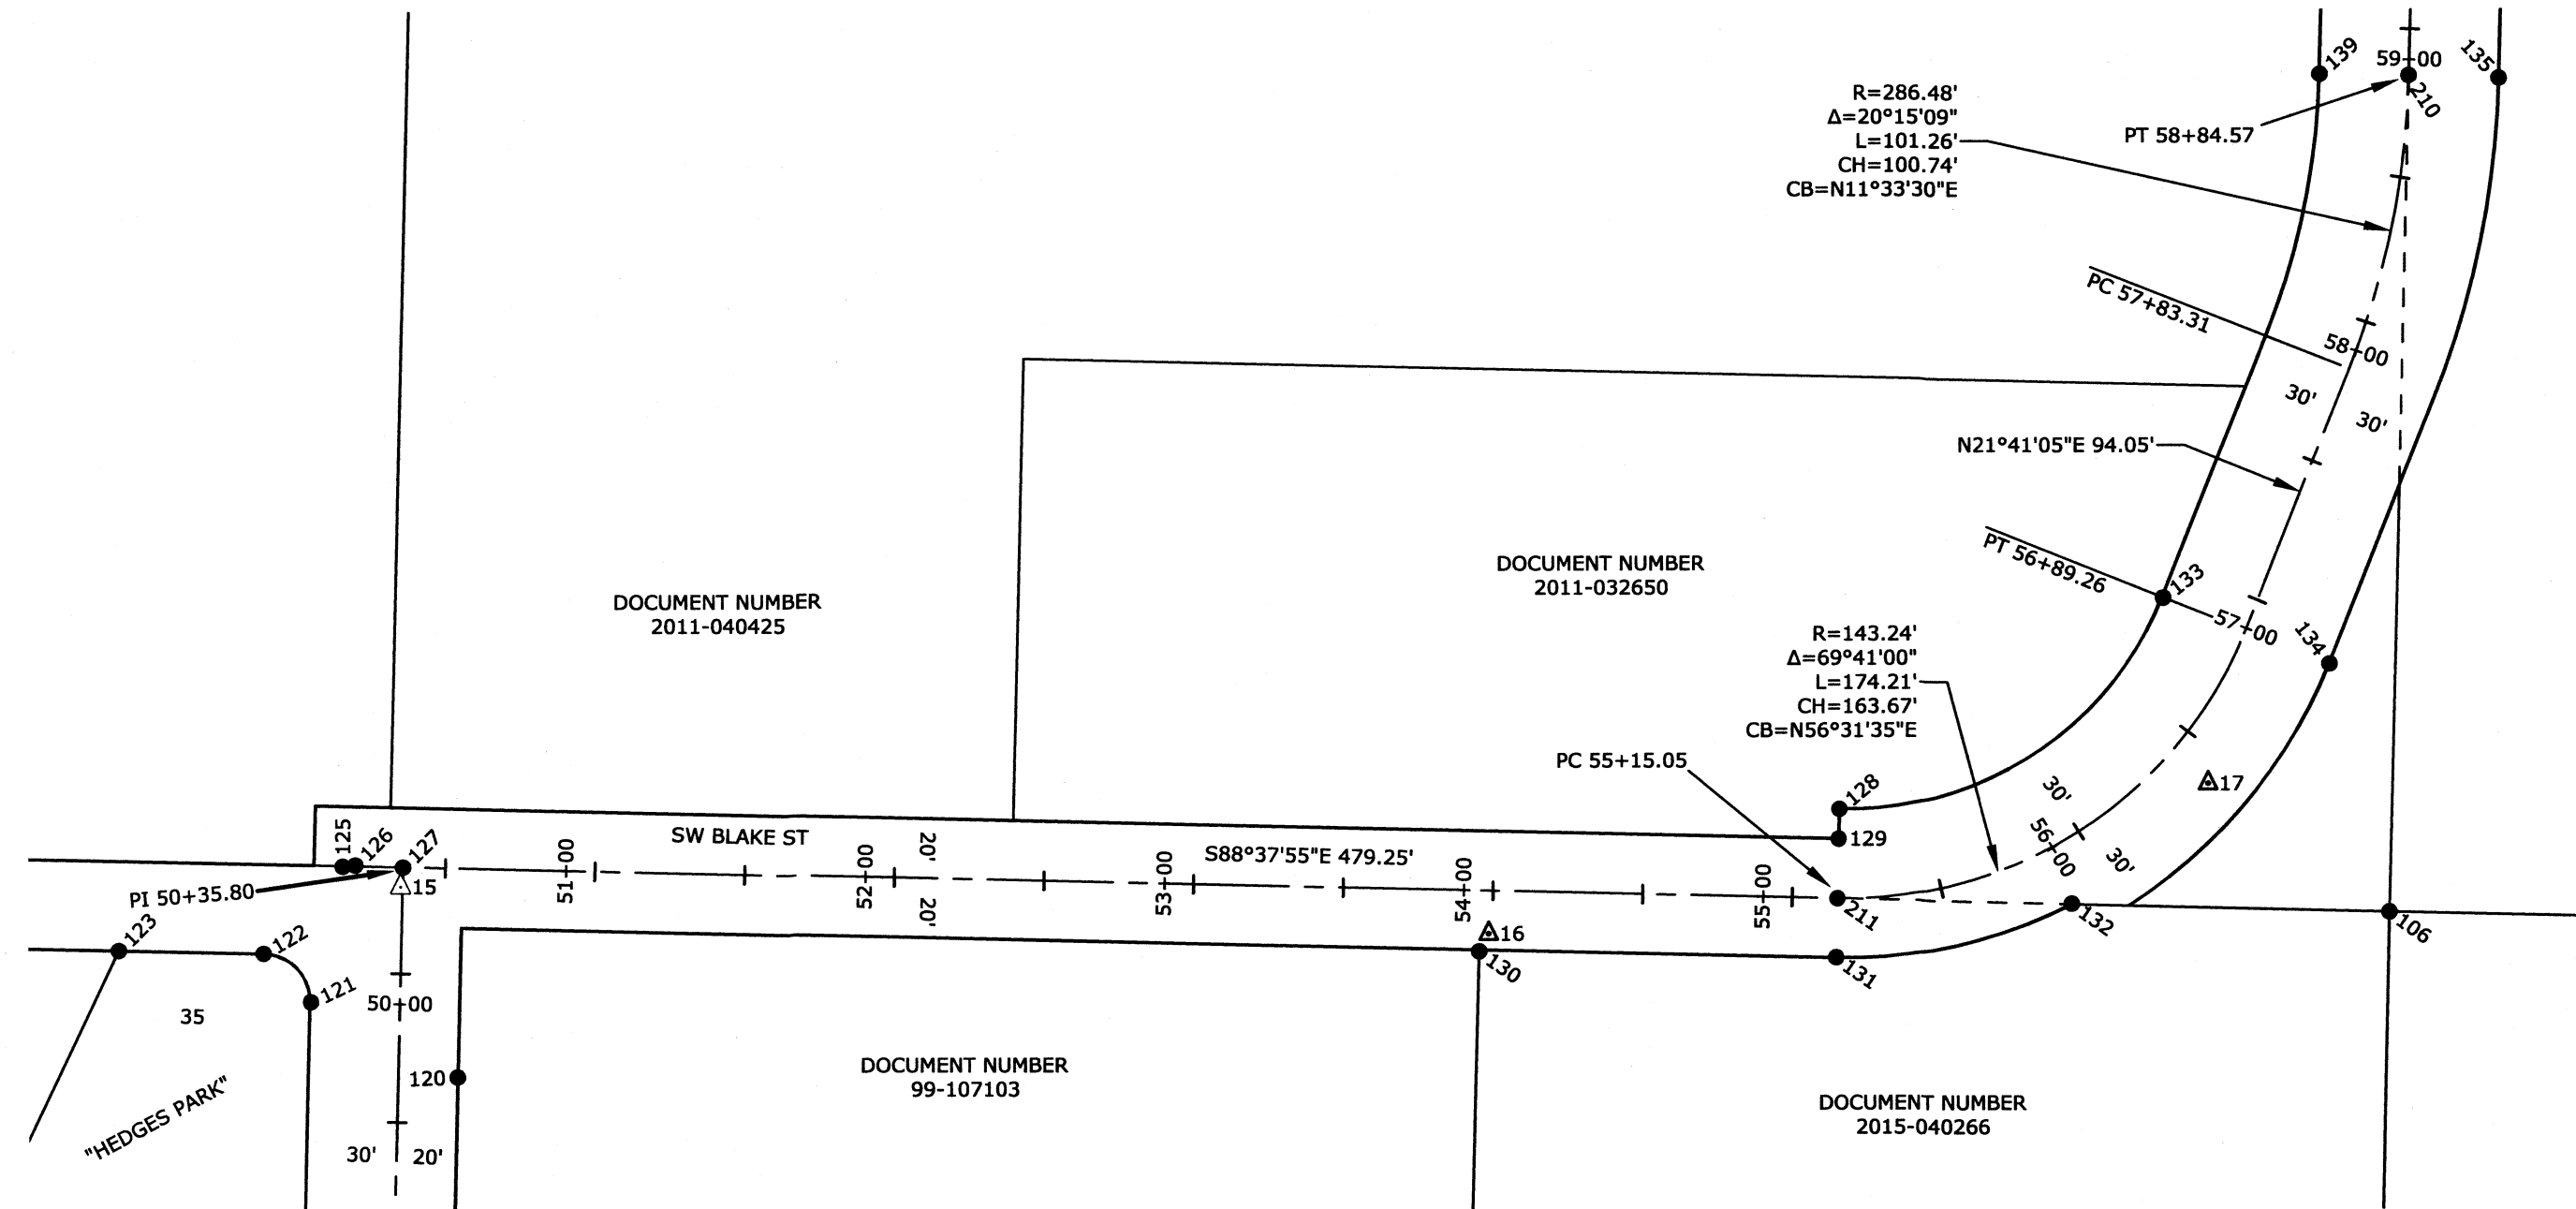 139
59+00
135
210
R=286.48'
Δ=20°15'09"
L=101.26'
CH=100.74'
CB=N11°33'30"E
PT 58+84.57
PC 57+83.31
58+00
30'
30'
N21°41'05"E 94.05'
PT 56+89.26
133
57+00
134
DOCUMENT NUMBER
2011-040425
DOCUMENT NUMBER
2011-032650
R=143.24'
Δ=69°41'00"
L=174.21'
CH=163.67'
CB=N56°31'35"E
PC 55+15.05
17
128
129
30'
56+00
30'
125
126
127
SW BLAKE ST
20'
S88°37'55"E 479.25'
15
PI 50+35.80
51+00
52+00
20'
53+00
54+00
55+00
211
132
106
123
122
121
16
130
131
35
50+00
120
"HEDGES PARK"
30'
20'
DOCUMENT NUMBER
99-107103
DOCUMENT NUMBER
2015-040266